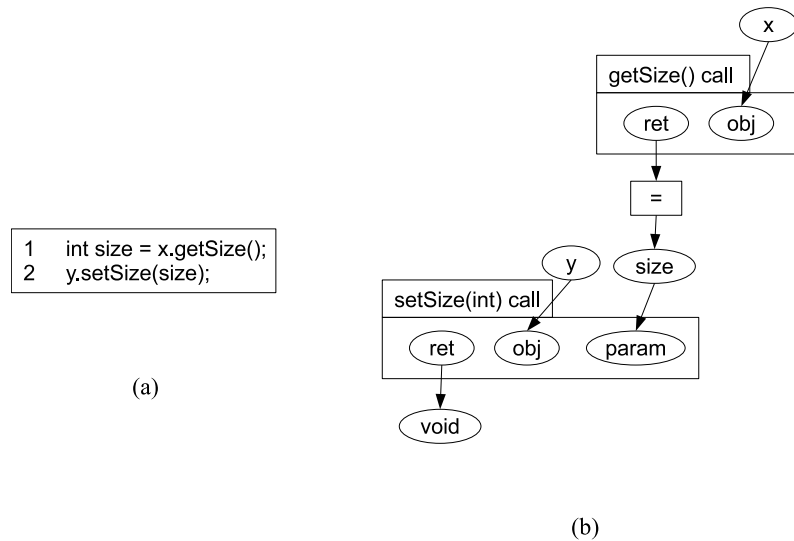 x
getSize() call
ret obj
=
1 int size = x.getSize();
2 y.setSize(size);
y size
setSize(int) call
ret obj param
(a)
void
(b)